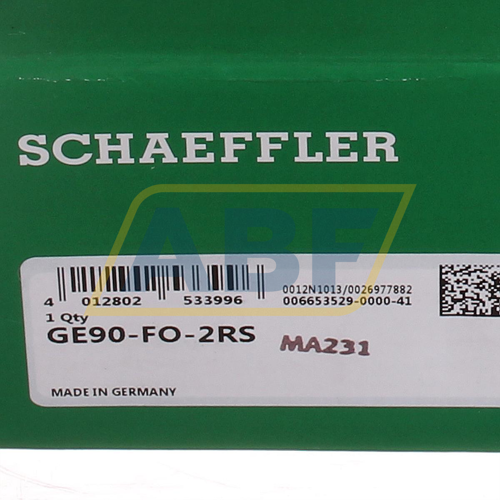 SCHAEFFLER
ABF
4 012802 533996
0012N1013/0026977882
006653529-0000-41
1 Qty
GE90-FO-2RS
MA231
MADE IN GERMANY